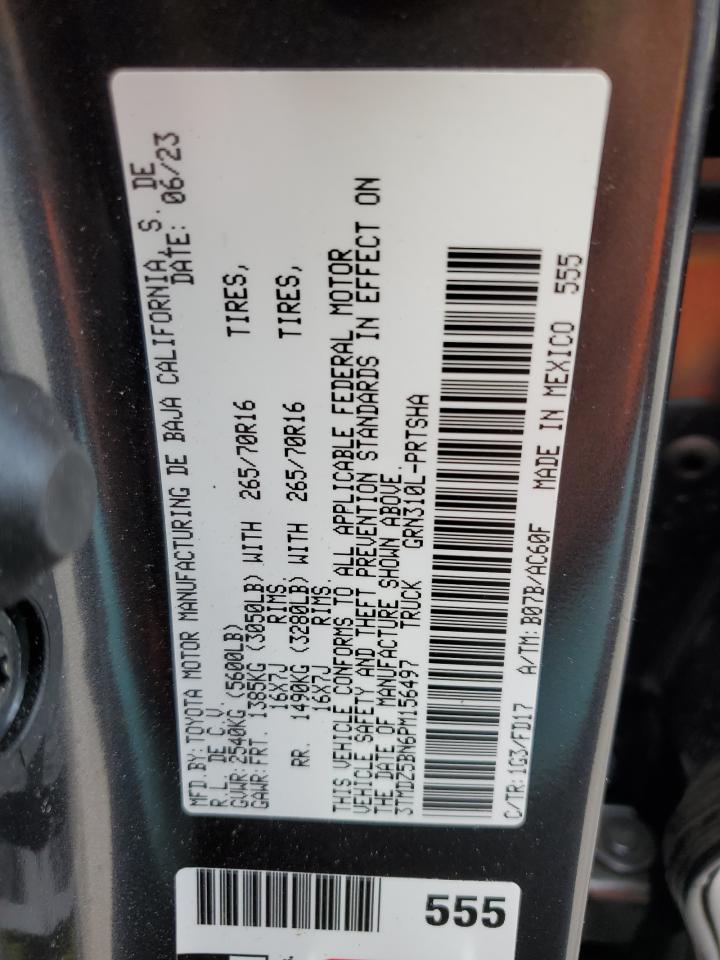 MFD.BY: TOYOTA MOTOR MANUFACTURING DE BAJA CALIFORNIA, S. DE
R.L. DE C.V. DATE: 06/23
GVWR: 2540KG (5600LB)
GAWR: FRT. 1385KG (3050LB) WITH 265/70R16 TIRES,
16X7J RIMS
RR. 1490KG (3280LB) WITH 265/70R16 TIRES,
16X7J RIMS.
THIS VEHICLE CONFORMS TO ALL APPLICABLE FEDERAL MOTOR
VEHICLE SAFETY AND THEFT PREVENTION STANDARDS IN EFFECT ON
THE DATE OF MANUFACTURE SHOWN ABOVE.
3TMDZ5BN6PM156497 TRUCK GRN310L-PRTSHA
C/TR: 1G3/FD17 A/TM: B07B/AC60F MADE IN MEXICO 555
555